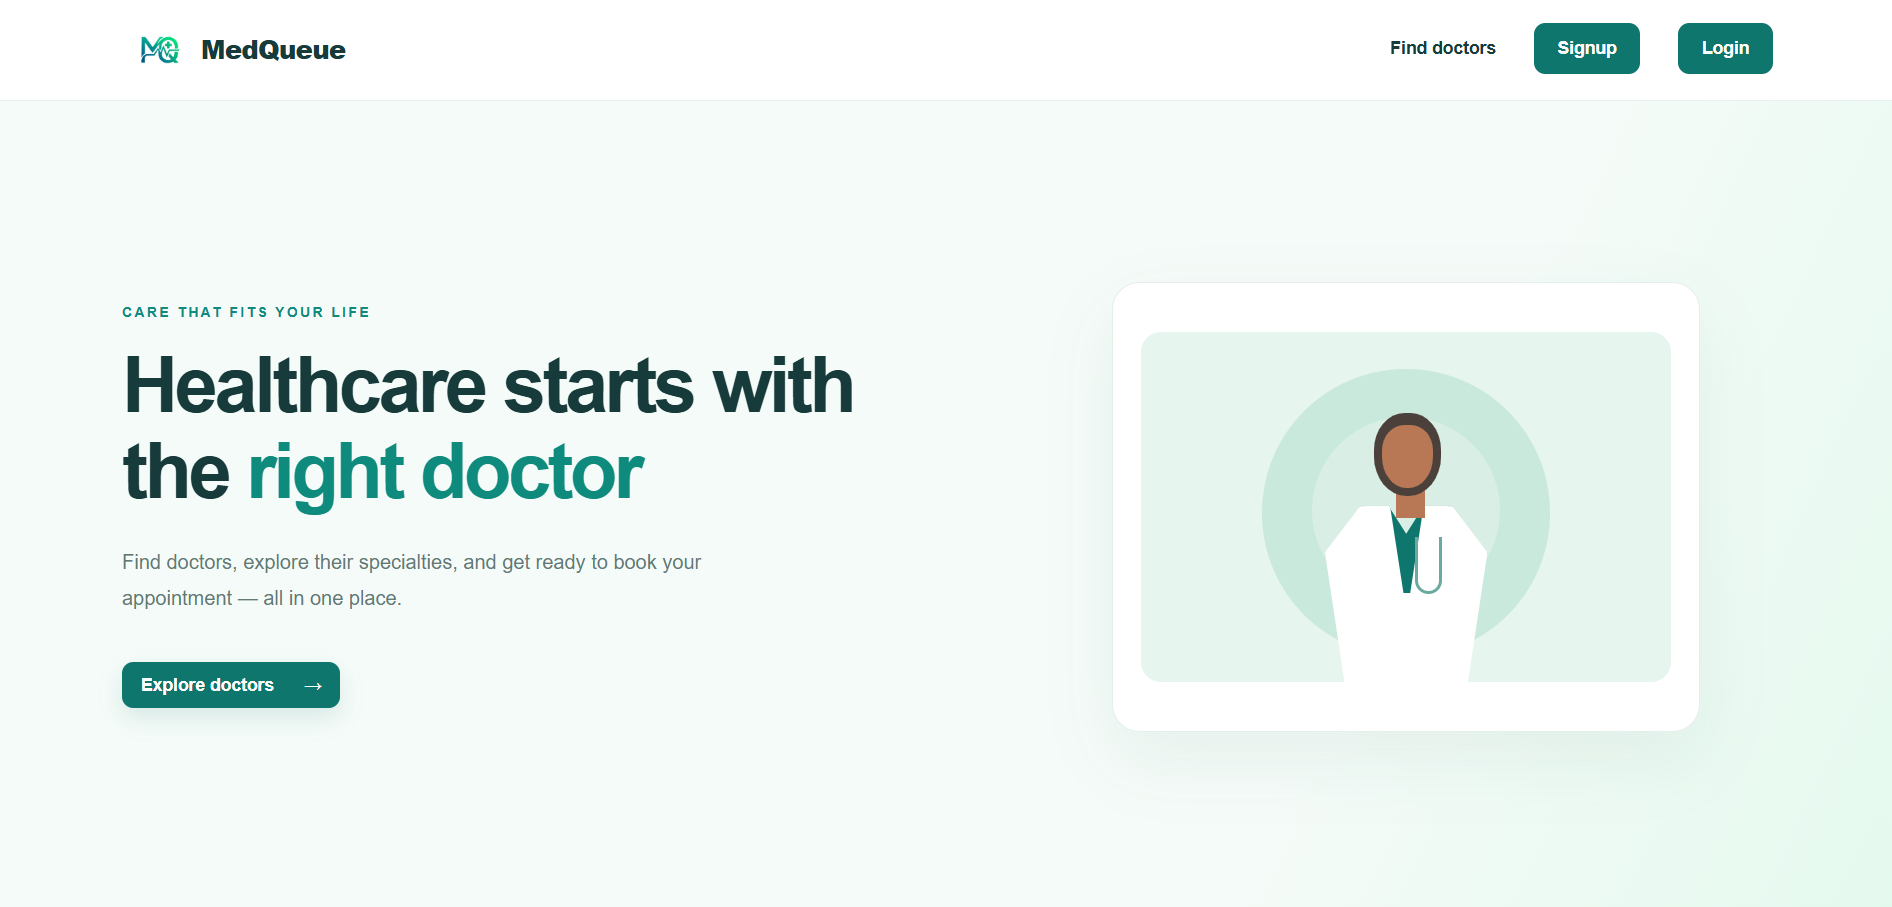 MQ MedQueue
Find doctors
Signup
Login
CARE THAT FITS YOUR LIFE
Healthcare starts with
the right doctor
Find doctors, explore their specialties, and get ready to book your
appointment — all in one place.
Explore doctors →